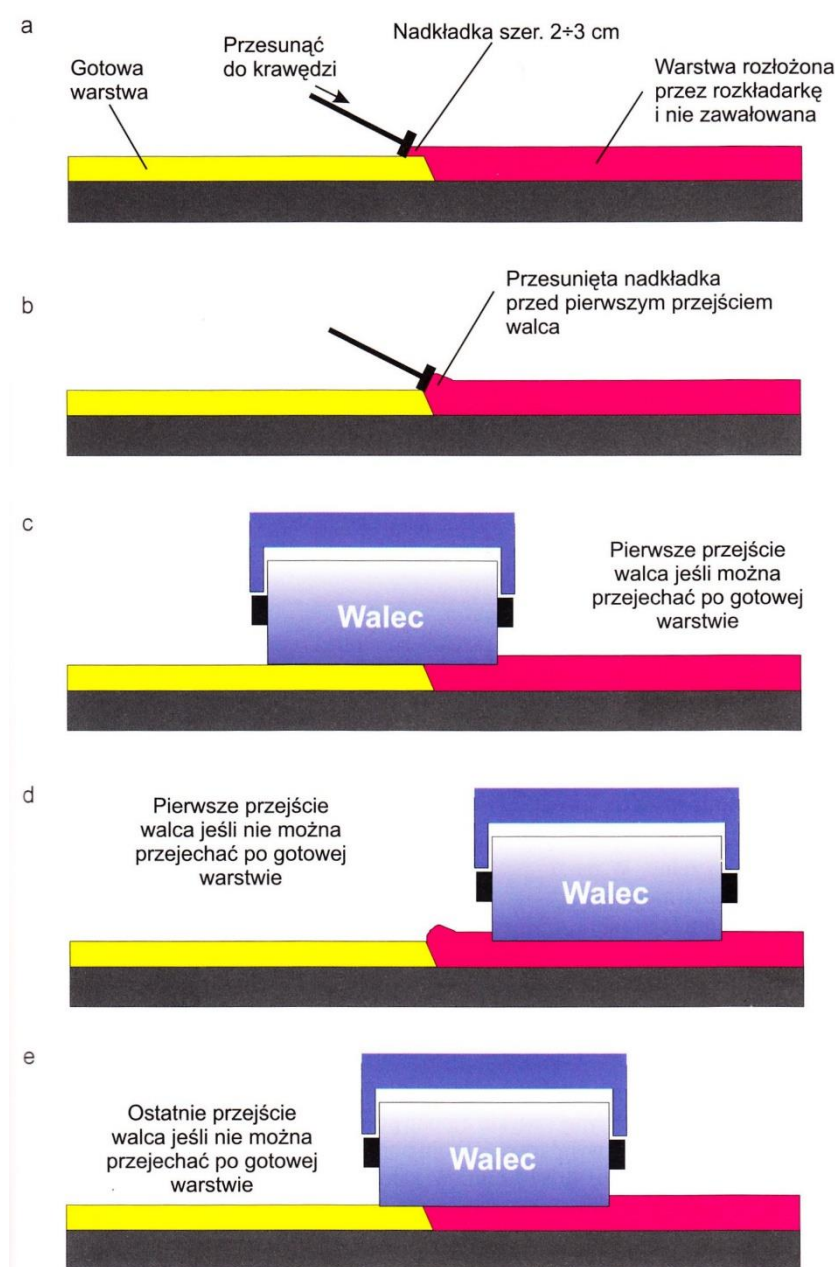 a
Przesunąć
do krawędzi
Nadkładka szer. 2÷3 cm
Gotowa
warstwa
Warstwa rozłożona
przez rozkładarkę
i nie zawałowana
b
Przesunięta nadkładka
przed pierwszym przejściem
walca
c
Walec
Pierwsze przejście
walca jeśli można
przejechać po gotowej
warstwie
d
Pierwsze przejście
walca jeśli nie można
przejechać po gotowej
warstwie
Walec
e
Ostatnie przejście
walca jeśli nie można
przejechać po gotowej
warstwie
Walec